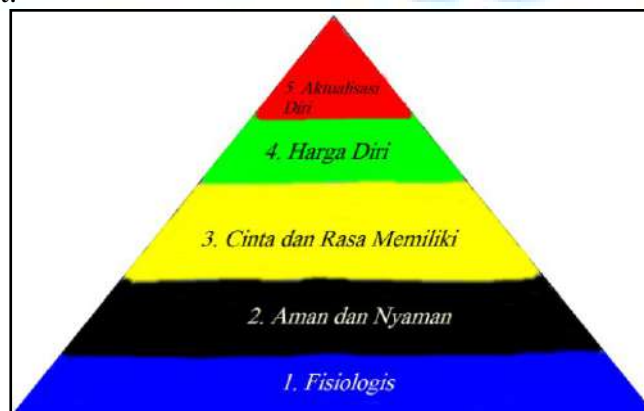 5. Aktualisasi
Diri
4. Harga Diri
3. Cinta dan Rasa Memiliki
2. Aman dan Nyaman
1. Fisiologis